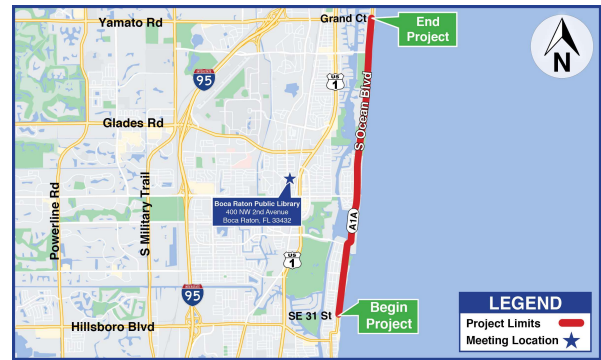 Yamato Rd
Grand Ct
End
Project
N
INTERSTATE
95
US
1
S Ocean Blvd
Glades Rd
Powerline Rd
S Military Trail
Boca Raton Public Library
400 NW 2nd Avenue
Boca Raton, FL 33432
A1A
US
1
95
SE 31 St
Begin
Project
Hillsboro Blvd
LEGEND
Project Limits
Meeting Location